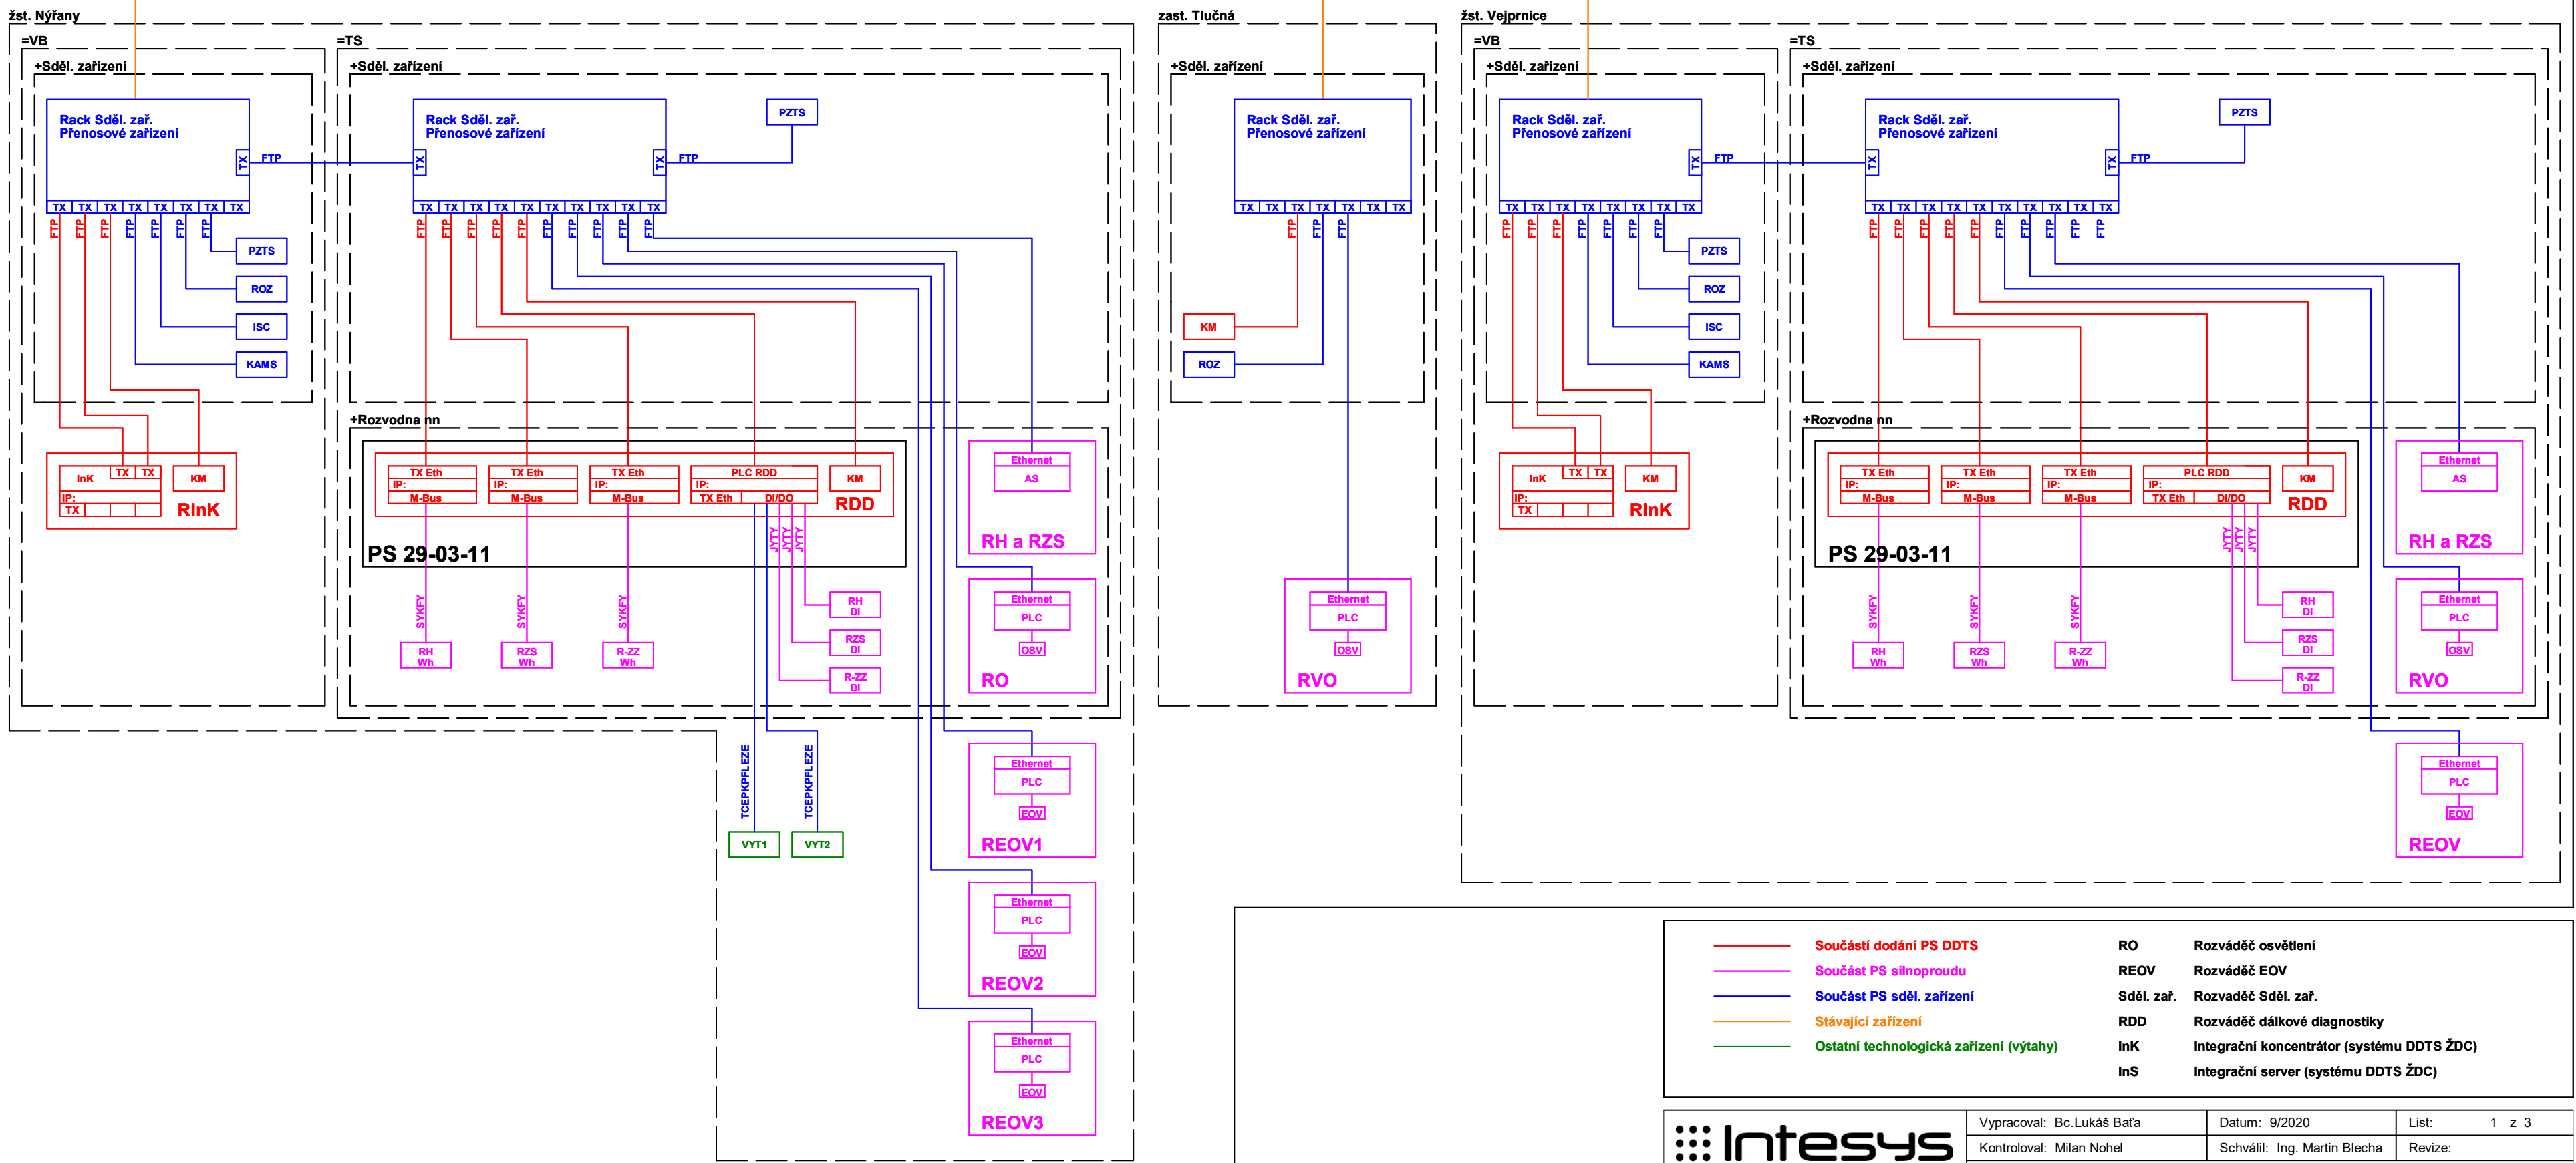 žst. Nýřany
=VB
+Sděl. zařízení
Rack Sděl. zař.
Přenosové zařízení
TX
FTP
TX TX TX TX TX TX TX TX
FTP FTP FTP FTP FTP FTP FTP
PZTS
ROZ
ISC
KAMS
InK TX TX
IP:
TX
KM
RInK
=TS
+Sděl. zařízení
Rack Sděl. zař.
Přenosové zařízení
TX
TX
FTP
PZTS
TX TX TX TX TX TX TX TX TX TX
FTP FTP FTP FTP FTP FTP FTP FTP FTP FTP
+Rozvodna nn
TX Eth
IP:
M-Bus
TX Eth
IP:
M-Bus
TX Eth
IP:
M-Bus
PLC RDD
IP:
TX Eth DI/DO
KM
RDD
PS 29-03-11
JYTY JYTY JYTY
SYKFY SYKFY SYKFY
RH
Wh
RZS
Wh
R-ZZ
Wh
RH
DI
RZS
DI
R-ZZ
DI
Ethernet
AS
RH a RZS
Ethernet
PLC
OSV
RO
TCEPKPFLEZE TCEPKPFLEZE
VYT1 VYT2
Ethernet
PLC
EOV
REOV1
Ethernet
PLC
EOV
REOV2
Ethernet
PLC
EOV
REOV3
zast. Tlučná
+Sděl. zařízení
Rack Sděl. zař.
Přenosové zařízení
TX TX TX TX TX TX TX
FTP FTP FTP
KM
ROZ
Ethernet
PLC
OSV
RVO
žst. Vejprnice
=VB
+Sděl. zařízení
Rack Sděl. zař.
Přenosové zařízení
TX
FTP
TX TX TX TX TX TX TX TX
FTP FTP FTP FTP FTP FTP FTP
PZTS
ROZ
ISC
KAMS
InK TX TX
IP:
TX
KM
RInK
=TS
+Sděl. zařízení
Rack Sděl. zař.
Přenosové zařízení
TX
TX
FTP
PZTS
TX TX TX TX TX TX TX TX TX TX
FTP FTP FTP FTP FTP FTP FTP FTP FTP FTP
+Rozvodna nn
TX Eth
IP:
M-Bus
TX Eth
IP:
M-Bus
TX Eth
IP:
M-Bus
PLC RDD
IP:
TX Eth DI/DO
KM
RDD
PS 29-03-11
JYTY JYTY JYTY
SYKFY SYKFY SYKFY
RH
Wh
RZS
Wh
R-ZZ
Wh
RH
DI
RZS
DI
R-ZZ
DI
Ethernet
AS
RH a RZS
Ethernet
PLC
OSV
RVO
Ethernet
PLC
EOV
REOV
Součástí dodání PS DDTS
Součást PS silnoproudu
Součást PS sděl. zařízení
Stávající zařízení
Ostatní technologická zařízení (výtahy)
RO Rozváděč osvětlení
REOV Rozváděč EOV
Sděl. zař. Rozvaděč Sděl. zař.
RDD Rozváděč dálkové diagnostiky
InK Integrační koncentrátor (systému DDTS ŽDC)
InS Integrační server (systému DDTS ŽDC)
Intesys
Vypracoval: Bc.Lukáš Baťa Datum: 9/2020 List: 1 z 3
Kontroloval: Milan Nohel Schválil: Ing. Martin Blecha Revize: